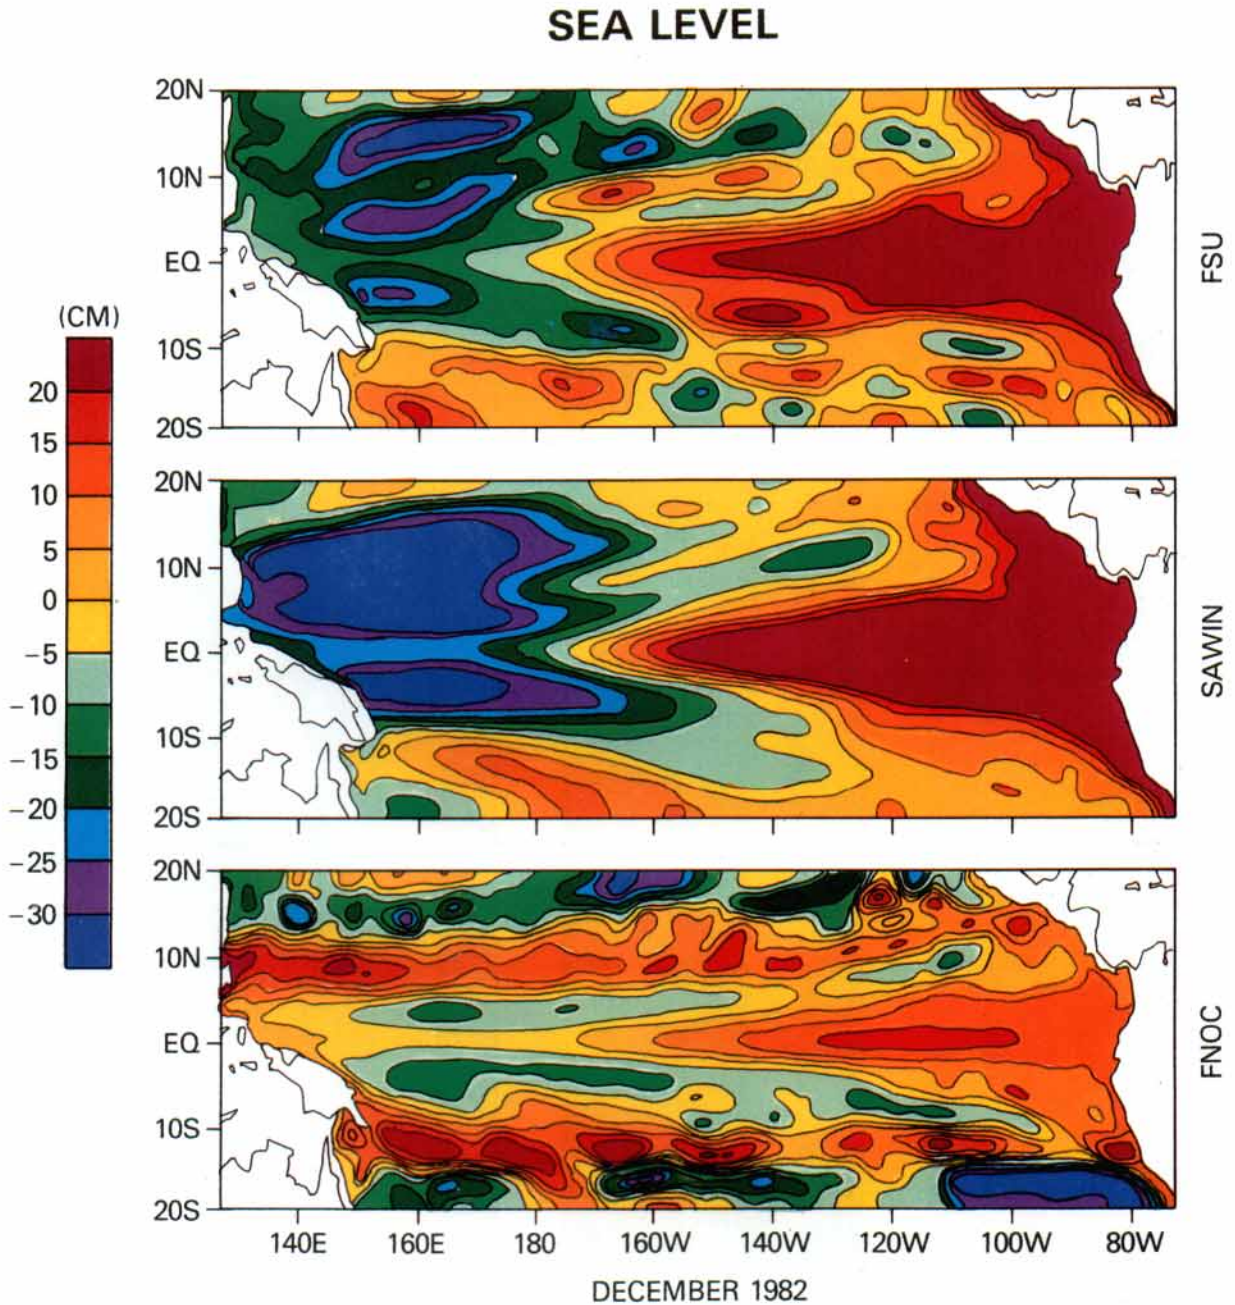 SEA LEVEL
20N
10N
EQ
10S
20S
FSU
(CM)
20
15
10
5
0
-5
-10
-15
-20
-25
-30
20N
10N
EQ
10S
20S
SAWIN
20N
10N
EQ
10S
20S
FNOC
140E 160E 180 160W 140W 120W 100W 80W
DECEMBER 1982